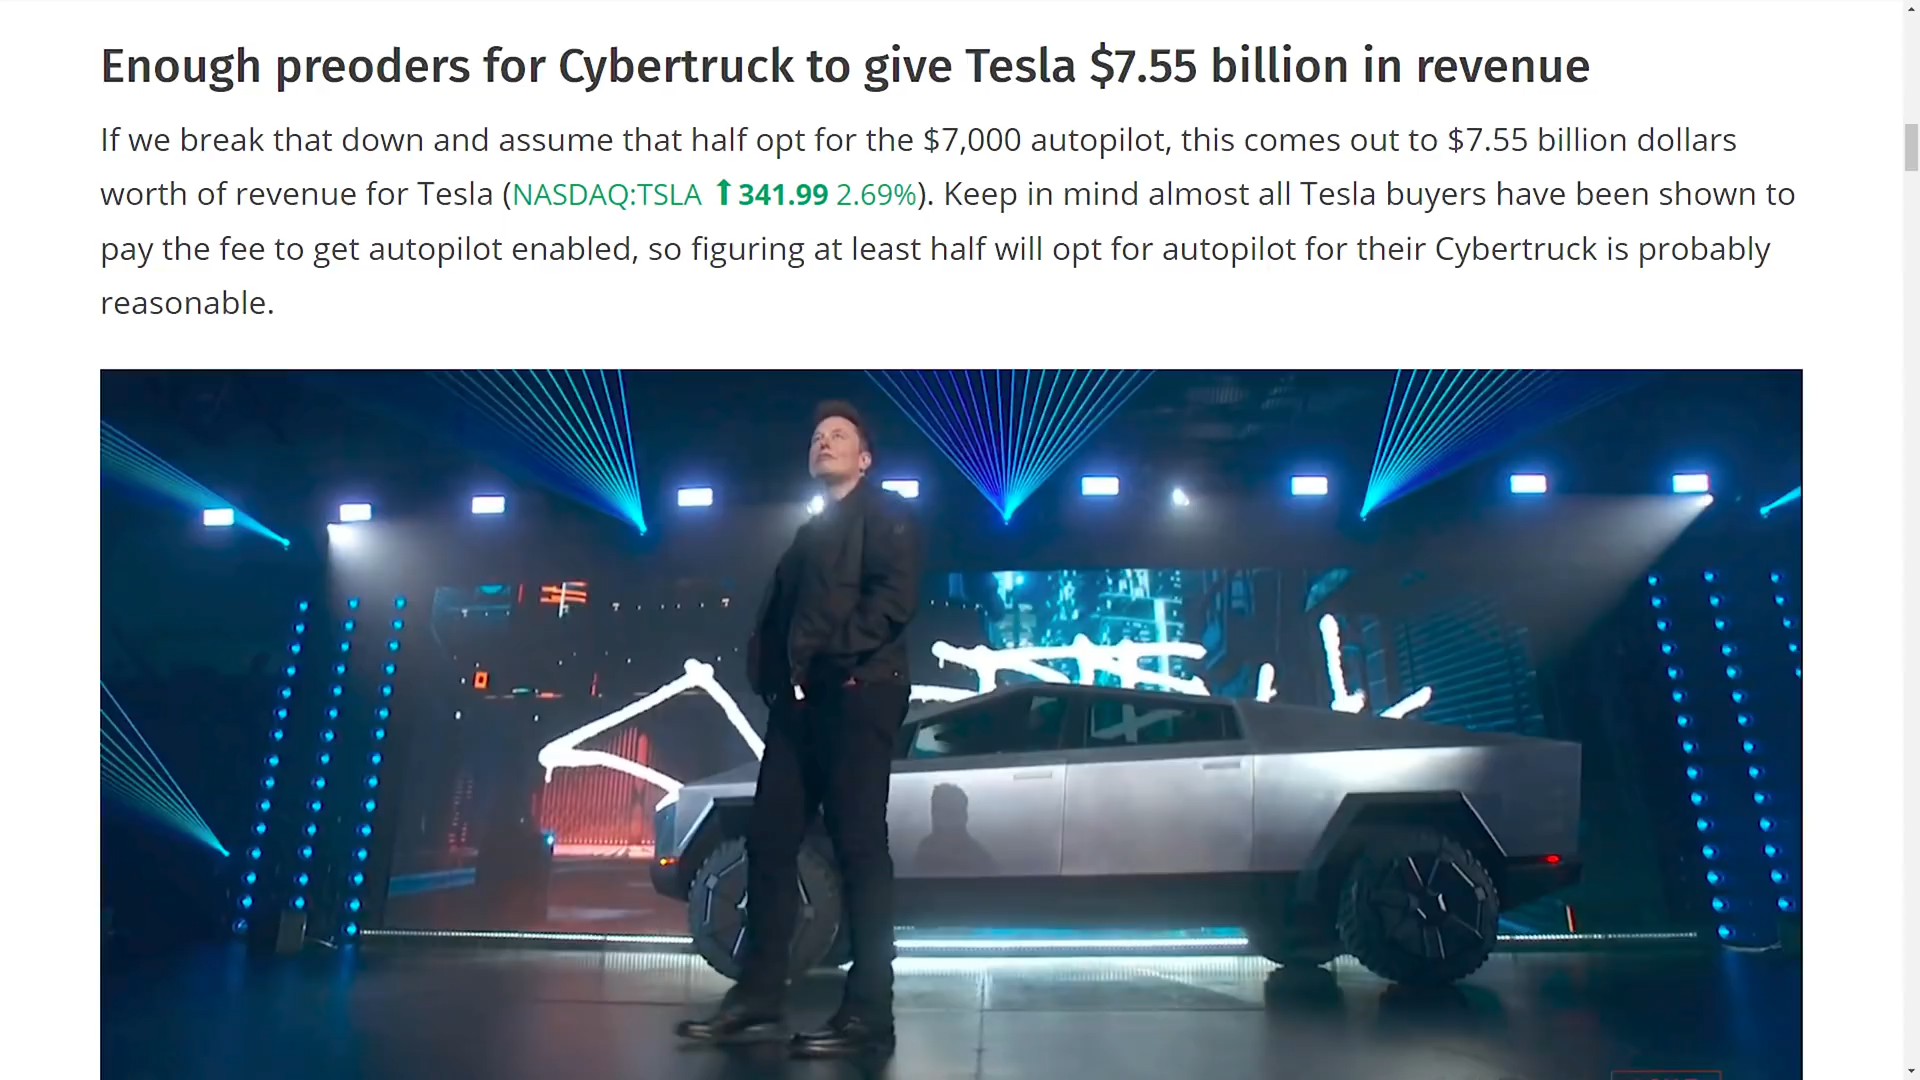 Enough preoders for Cybertruck to give Tesla $7.55 billion in revenue
If we break that down and assume that half opt for the $7,000 autopilot, this comes out to $7.55 billion dollars
worth of revenue for Tesla (NASDAQ:TSLA ⬆341.99 2.69%). Keep in mind almost all Tesla buyers have been shown to
pay the fee to get autopilot enabled, so figuring at least half will opt for autopilot for their Cybertruck is probably
reasonable.